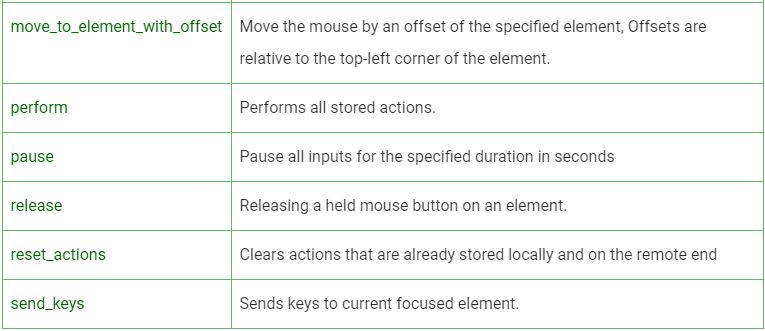 move_to_element_with_offset
Move the mouse by an offset of the specified element, Offsets are
relative to the top-left corner of the element.
perform
Performs all stored actions.
pause
Pause all inputs for the specified duration in seconds
release
Releasing a held mouse button on an element.
reset_actions
Clears actions that are already stored locally and on the remote end
send_keys
Sends keys to current focused element.